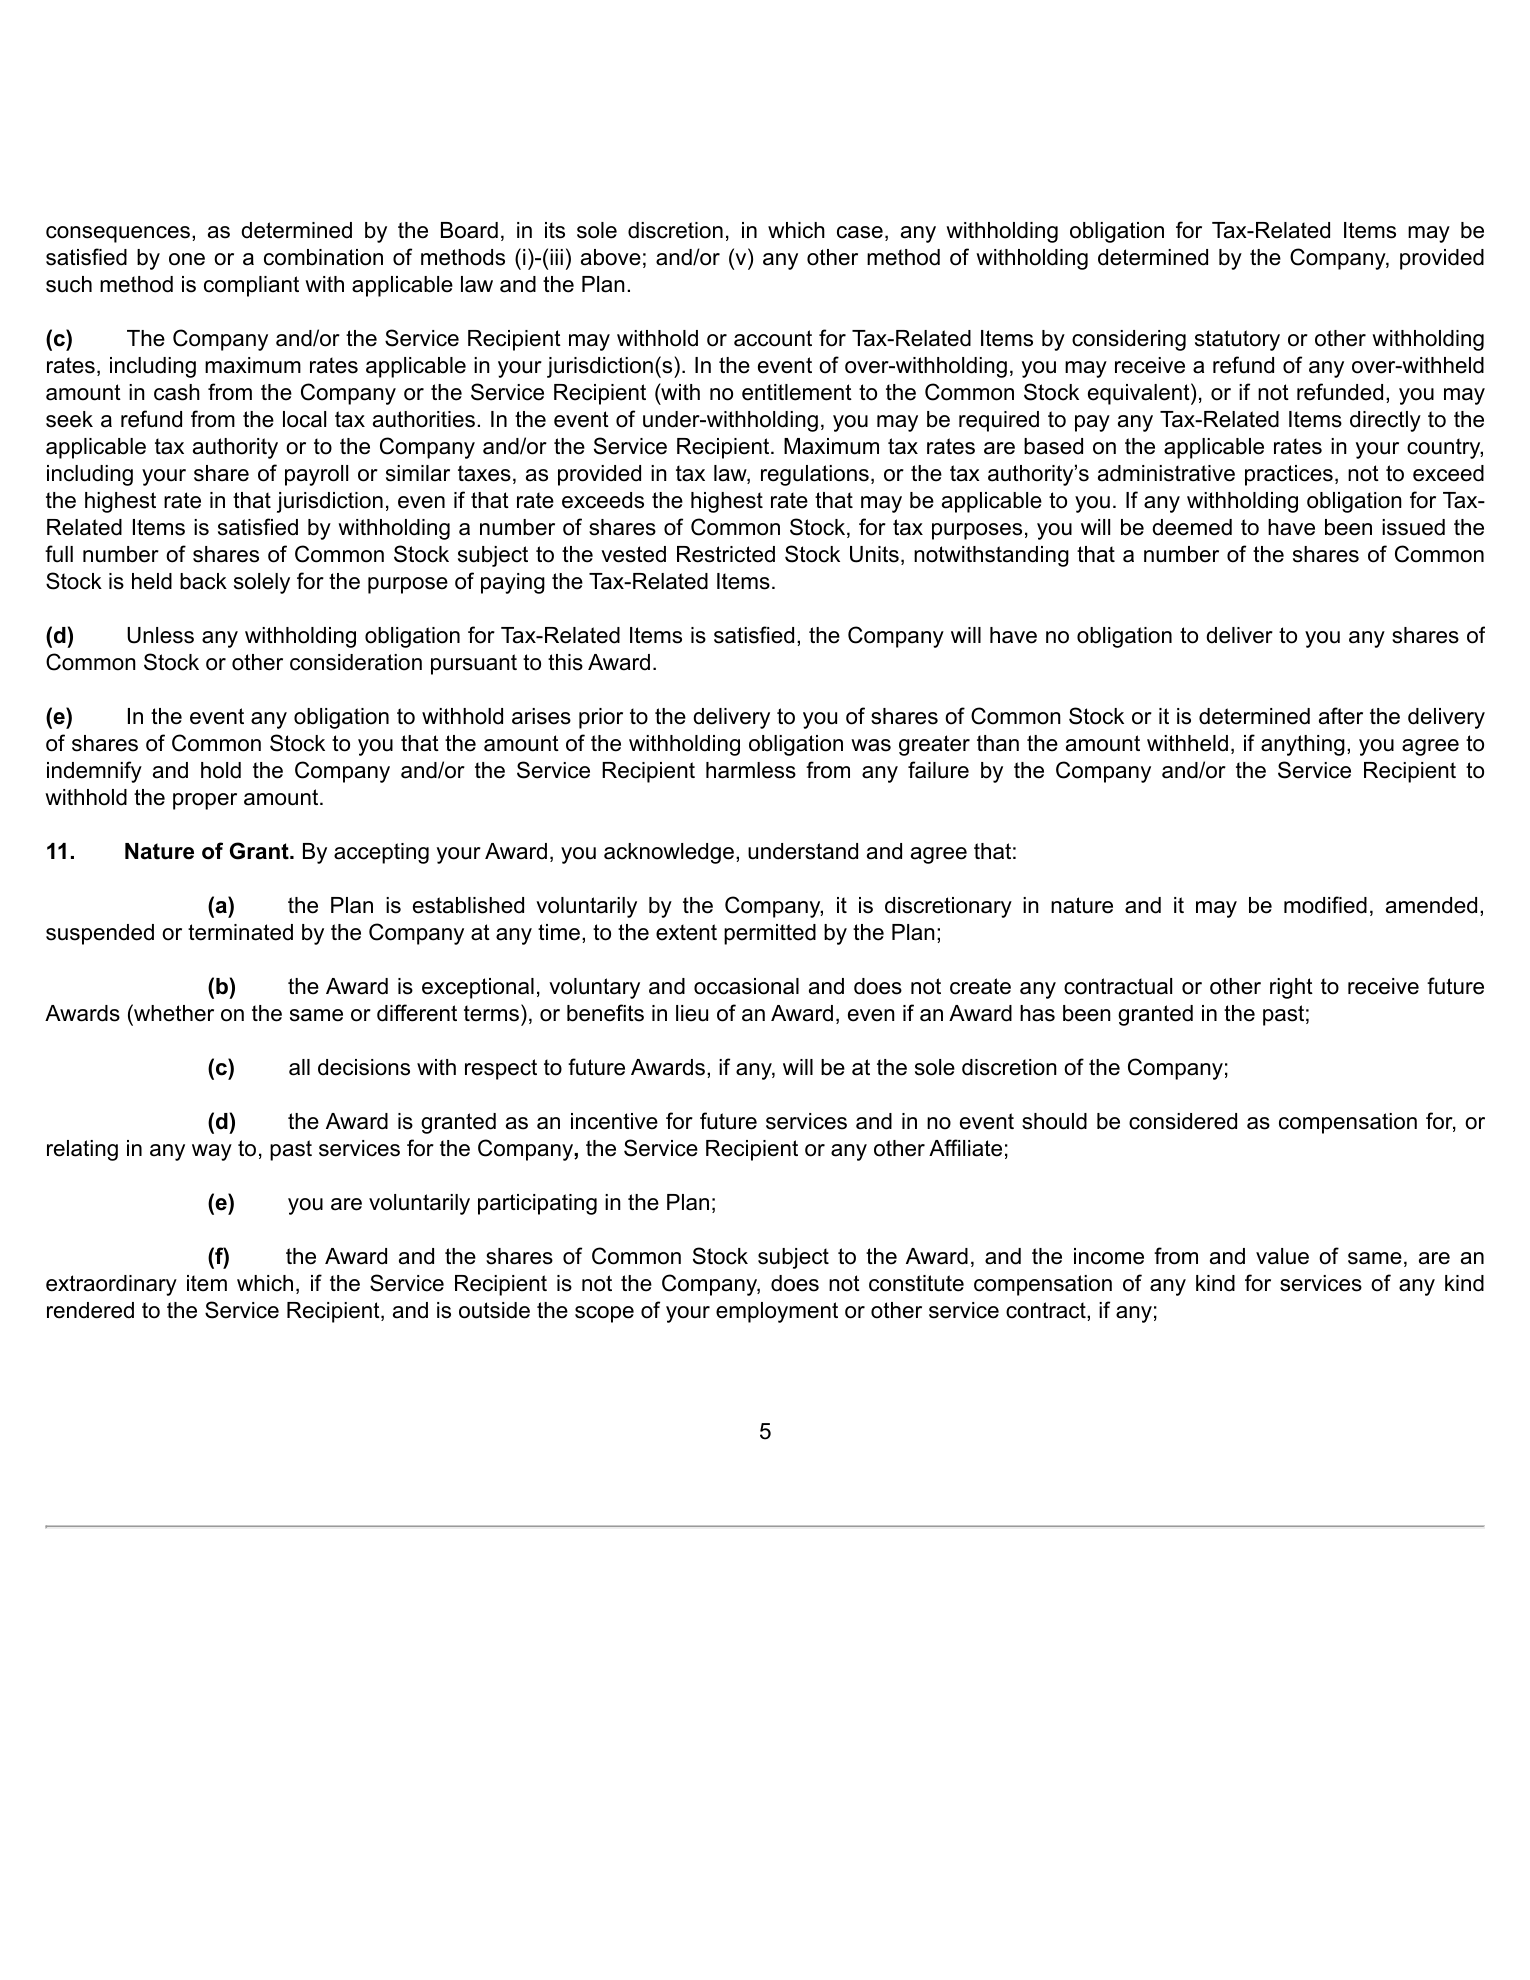 consequences, as determined by the Board, in its sole discretion, in which case, any withholding obligation for Tax-Related Items may be
satisfied by one or a combination of methods (i)-(iii) above; and/or (v) any other method of withholding determined by the Company, provided
such method is compliant with applicable law and the Plan.
(c) The Company and/or the Service Recipient may withhold or account for Tax-Related Items by considering statutory or other withholding
rates, including maximum rates applicable in your jurisdiction(s). In the event of over-withholding, you may receive a refund of any over-withheld
amount in cash from the Company or the Service Recipient (with no entitlement to the Common Stock equivalent), or if not refunded, you may
seek a refund from the local tax authorities. In the event of under-withholding, you may be required to pay any Tax-Related Items directly to the
applicable tax authority or to the Company and/or the Service Recipient. Maximum tax rates are based on the applicable rates in your country,
including your share of payroll or similar taxes, as provided in tax law, regulations, or the tax authority’s administrative practices, not to exceed
the highest rate in that jurisdiction, even if that rate exceeds the highest rate that may be applicable to you. If any withholding obligation for Tax-
Related Items is satisfied by withholding a number of shares of Common Stock, for tax purposes, you will be deemed to have been issued the
full number of shares of Common Stock subject to the vested Restricted Stock Units, notwithstanding that a number of the shares of Common
Stock is held back solely for the purpose of paying the Tax-Related Items.
(d) Unless any withholding obligation for Tax-Related Items is satisfied, the Company will have no obligation to deliver to you any shares of
Common Stock or other consideration pursuant to this Award.
(e) In the event any obligation to withhold arises prior to the delivery to you of shares of Common Stock or it is determined after the delivery
of shares of Common Stock to you that the amount of the withholding obligation was greater than the amount withheld, if anything, you agree to
indemnify and hold the Company and/or the Service Recipient harmless from any failure by the Company and/or the Service Recipient to
withhold the proper amount.
11. Nature of Grant. By accepting your Award, you acknowledge, understand and agree that:
(a) the Plan is established voluntarily by the Company, it is discretionary in nature and it may be modified, amended,
suspended or terminated by the Company at any time, to the extent permitted by the Plan;
(b) the Award is exceptional, voluntary and occasional and does not create any contractual or other right to receive future
Awards (whether on the same or different terms), or benefits in lieu of an Award, even if an Award has been granted in the past;
(c) all decisions with respect to future Awards, if any, will be at the sole discretion of the Company;
(d) the Award is granted as an incentive for future services and in no event should be considered as compensation for, or
relating in any way to, past services for the Company, the Service Recipient or any other Affiliate;
(e) you are voluntarily participating in the Plan;
(f) the Award and the shares of Common Stock subject to the Award, and the income from and value of same, are an
extraordinary item which, if the Service Recipient is not the Company, does not constitute compensation of any kind for services of any kind
rendered to the Service Recipient, and is outside the scope of your employment or other service contract, if any;
5